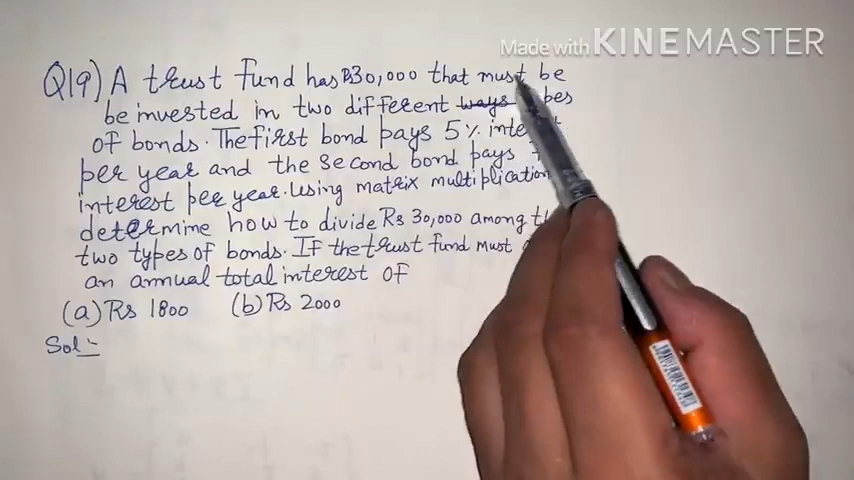 Made with KINEMASTER
Q19) A trust fund has Rs30,000 that must be
be invested in two different ways
of bonds. The first bond pays 5%
per year and the second bond pays
interest per year. Using matrix multiplication
determine how to divide Rs 30,000 among
two types of bonds. If the trust fund must
an annual total interest of
(a) Rs 1800 (b) Rs 2000
Sol:-